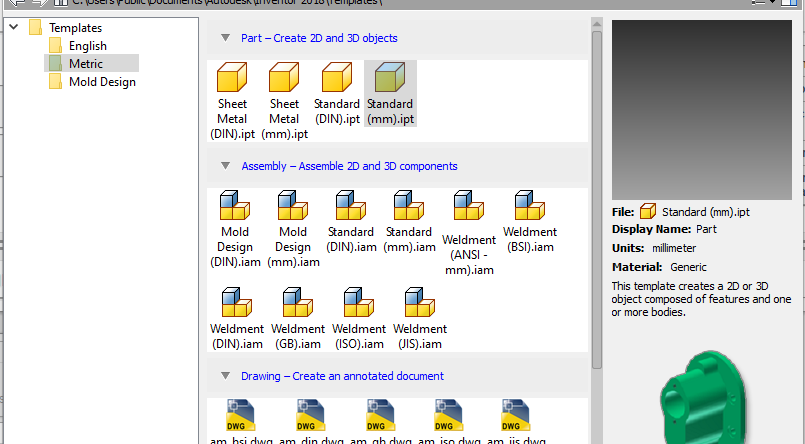 C:\Users\Public\Documents\Autodesk\Inventor 2018\Templates\
Templates
English
Metric
Mold Design
Part – Create 2D and 3D objects
Sheet Metal (DIN).ipt
Sheet Metal (mm).ipt
Standard (DIN).ipt
Standard (mm).ipt
Assembly – Assemble 2D and 3D components
Mold Design (DIN).iam
Mold Design (mm).iam
Standard (DIN).iam
Standard (mm).iam
Weldment (ANSI - mm).iam
Weldment (BSI).iam
Weldment (DIN).iam
Weldment (GB).iam
Weldment (ISO).iam
Weldment (JIS).iam
Drawing – Create an annotated document
DWG DWG DWG DWG DWG
am_bsi.dwg am_din.dwg am_gb.dwg am_iso.dwg am_jis.dwg
File: Standard (mm).ipt
Display Name: Part
Units: millimeter
Material: Generic
This template creates a 2D or 3D
object composed of features and one
or more bodies.